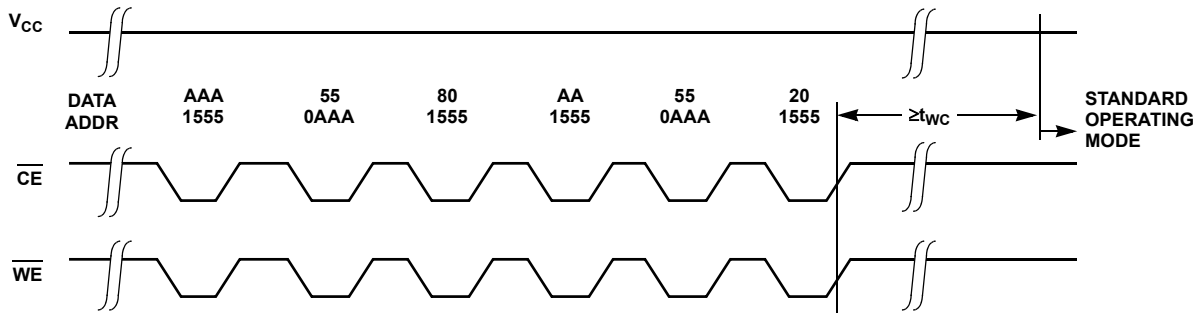 VCC
DATA AAA 55 80 AA 55 20
ADDR 1555 0AAA 1555 1555 0AAA 1555
≥tWC
STANDARD
OPERATING
MODE
CE
WE